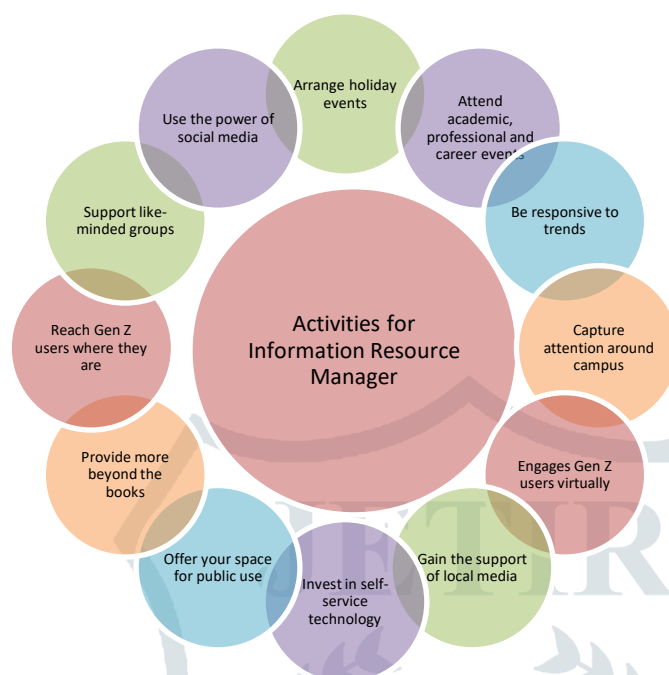 Arrange holiday
events
Attend
academic,
professional and
career events
Be responsive to
trends
Capture
attention around
campus
Engages Gen Z
users virtually
Gain the support
of local media
Invest in self-
service
technology
Offer your space
for public use
Provide more
beyond the
books
Reach Gen Z
users where they
are
Support like-
minded groups
Use the power of
social media
Activities for
Information Resource
Manager
JETIR